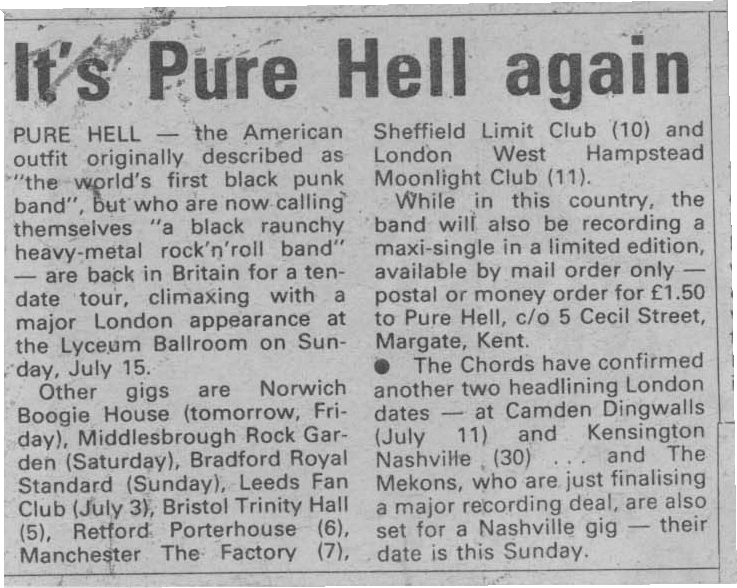 It's Pure Hell again
PURE HELL — the American
outfit originally described as
"the world's first black punk
band", but who are now calling
themselves "a black raunchy
heavy-metal rock'n'roll band"
— are back in Britain for a ten-
date tour, climaxing with a
major London appearance at
the Lyceum Ballroom on Sun-
day, July 15.
Other gigs are Norwich
Boogie House (tomorrow, Fri-
day), Middlesbrough Rock Gar-
den (Saturday), Bradford Royal
Standard (Sunday), Leeds Fan
Club (July 3), Bristol Trinity Hall
(5), Retford Porterhouse (6),
Manchester The Factory (7),
Sheffield Limit Club (10) and
London West Hampstead
Moonlight Club (11).
While in this country, the
band will also be recording a
maxi-single in a limited edition,
available by mail order only —
postal or money order for £1.50
to Pure Hell, c/o 5 Cecil Street,
Margate, Kent.
● The Chords have confirmed
another two headlining London
dates — at Camden Dingwalls
(July 11) and Kensington
Nashville (30) ... and The
Mekons, who are just finalising
a major recording deal, are also
set for a Nashville gig — their
date is this Sunday.